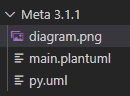 Meta 3.1.1
diagram.png
main.plantuml
py.uml